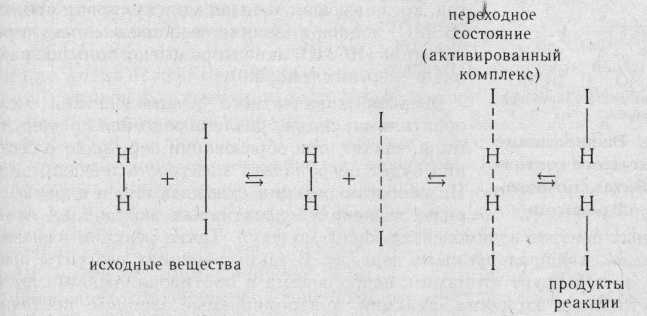 переходное
состояние
(активированный
комплекс)
I I I I
H H H H
+ ⇄ + ⇄ ⇄
H H H H
I I I I
исходные вещества
продукты
реакции